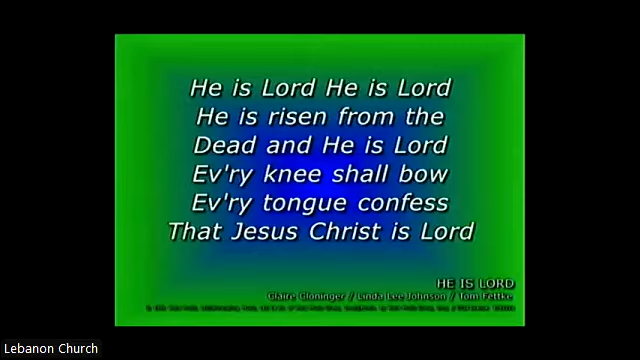 He is Lord He is Lord
He is risen from the
Dead and He is Lord
Ev'ry knee shall bow
Ev'ry tongue confess
That Jesus Christ is Lord
HE IS LORD
Claire Cloninger / Linda Lee Johnson / Tom Fettke
Lebanon Church